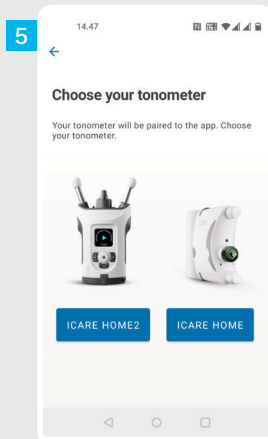 5
14.47
Choose your tonometer
Your tonometer will be paired to the app. Choose
your tonometer.
ICARE HOME2
ICARE HOME